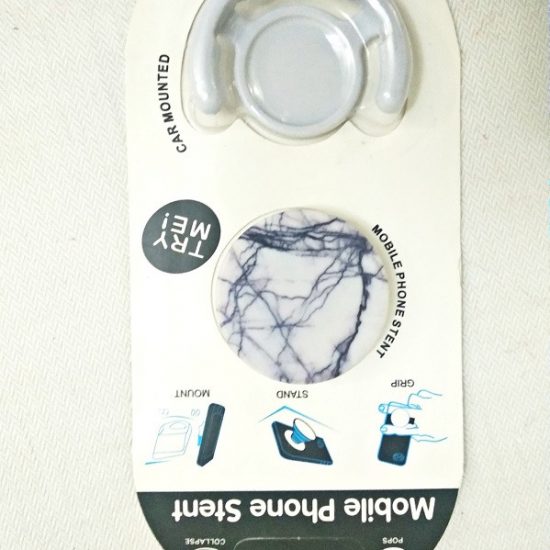 POPS
COLLAPSE
Mobile Phone Stent
GRIP
STAND
MOUNT
MOBILE PHONE STENT
TRY
ME!
CAR MOUNTED